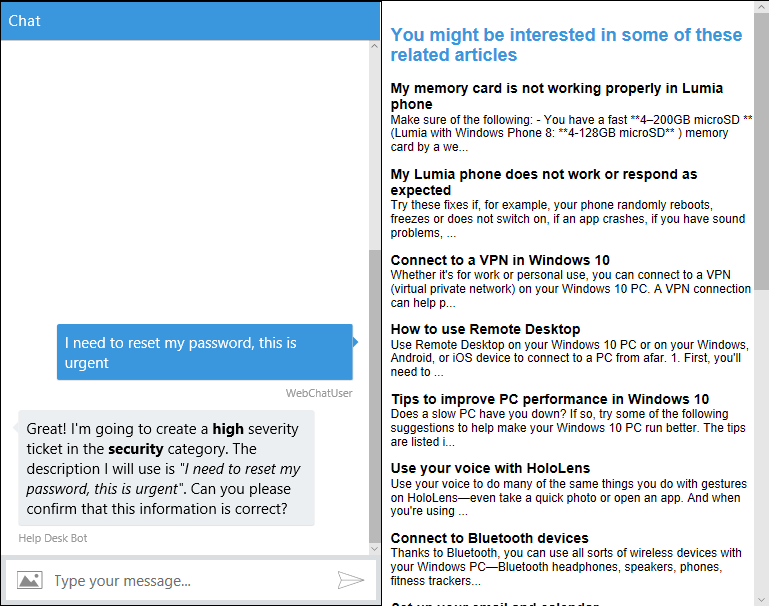 Chat
I need to reset my password, this is
urgent
WebChatUser
Great! I'm going to create a high severity
ticket in the security category. The
description I will use is "I need to reset my
password, this is urgent". Can you please
confirm that this information is correct?
Help Desk Bot
Type your message...
You might be interested in some of these
related articles
My memory card is not working properly in Lumia
phone
Make sure of the following: - You have a fast **4–200GB microSD **
(Lumia with Windows Phone 8: **4-128GB microSD** ) memory
card by a we...
My Lumia phone does not work or respond as
expected
Try these fixes if, for example, your phone randomly reboots,
freezes or does not switch on, if an app crashes, if you have sound
problems, ...
Connect to a VPN in Windows 10
Whether it's for work or personal use, you can connect to a VPN
(virtual private network) on your Windows 10 PC. A VPN connection
can help p...
How to use Remote Desktop
Use Remote Desktop on your Windows 10 PC or on your Windows,
Android, or iOS device to connect to a PC from afar. 1. First, you'll
need to ...
Tips to improve PC performance in Windows 10
Does a slow PC have you down? If so, try some of the following
suggestions to help make your Windows 10 PC run better. The tips
are listed i...
Use your voice with HoloLens
Use your voice to do many of the same things you do with gestures
on HoloLens—even take a quick photo or open an app. And when
you're using ...
Connect to Bluetooth devices
Thanks to Bluetooth, you can use all sorts of wireless devices with
your Windows PC—Bluetooth headphones, speakers, phones,
fitness trackers...
Set up your email and calendar